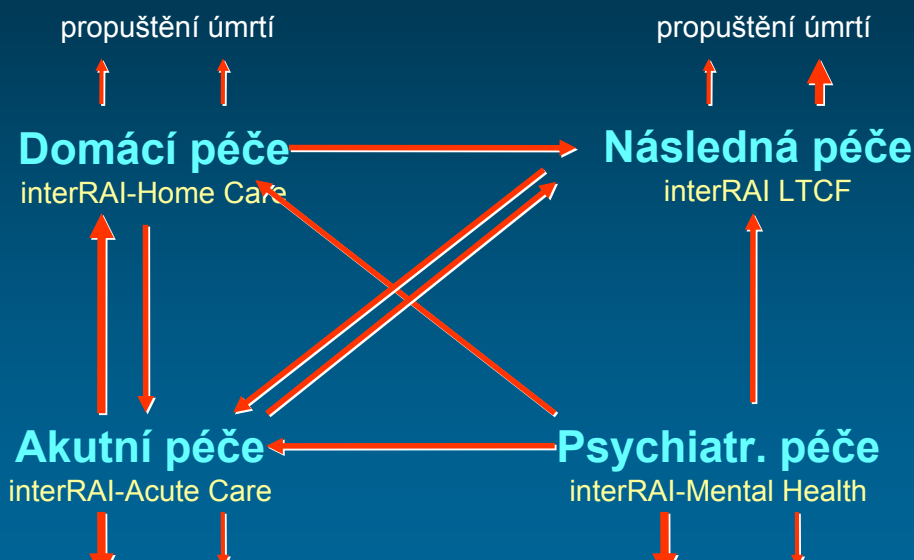 propuštění úmrtí
propuštění úmrtí
Domácí péče
interRAI-Home Care
Následná péče
interRAI LTCF
Akutní péče
interRAI-Acute Care
Psychiatr. péče
interRAI-Mental Health